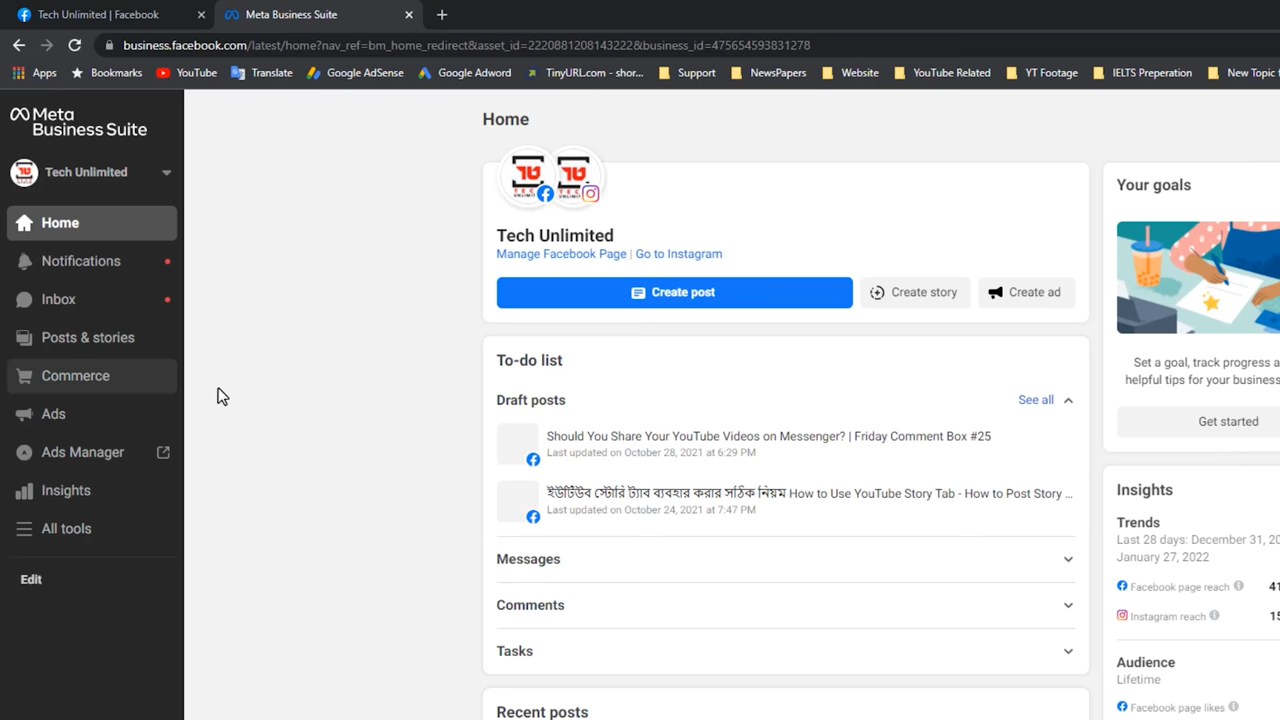 Tech Unlimited | Facebook
Meta Business Suite
business.facebook.com/latest/home?nav_ref=bm_home_redirect&asset_id=2220881208143222&business_id=475654593831278
Apps
Bookmarks
YouTube
Translate
Google AdSense
Google Adword
TinyURL.com - shor...
Support
NewsPapers
Website
YouTube Related
YT Footage
IELTS Preperation
New Topic f
Meta
Business Suite
Tech Unlimited
Home
Notifications
Inbox
Posts & stories
Commerce
Ads
Ads Manager
Insights
All tools
Edit
Home
Tech Unlimited
Manage Facebook Page | Go to Instagram
Create post
Create story
Create ad
To-do list
Draft posts
See all
Should You Share Your YouTube Videos on Messenger? | Friday Comment Box #25
Last updated on October 28, 2021 at 6:29 PM
ইউটিউব স্টোরি ট্যাব ব্যবহার করার সঠিক নিয়ম How to Use YouTube Story Tab - How to Post Story ...
Last updated on October 24, 2021 at 7:47 PM
Messages
Comments
Tasks
Recent posts
Your goals
Set a goal, track progress a
helpful tips for your business
Get started
Insights
Trends
Last 28 days: December 31, 20
January 27, 2022
Facebook page reach
41
Instagram reach
15
Audience
Lifetime
Facebook page likes